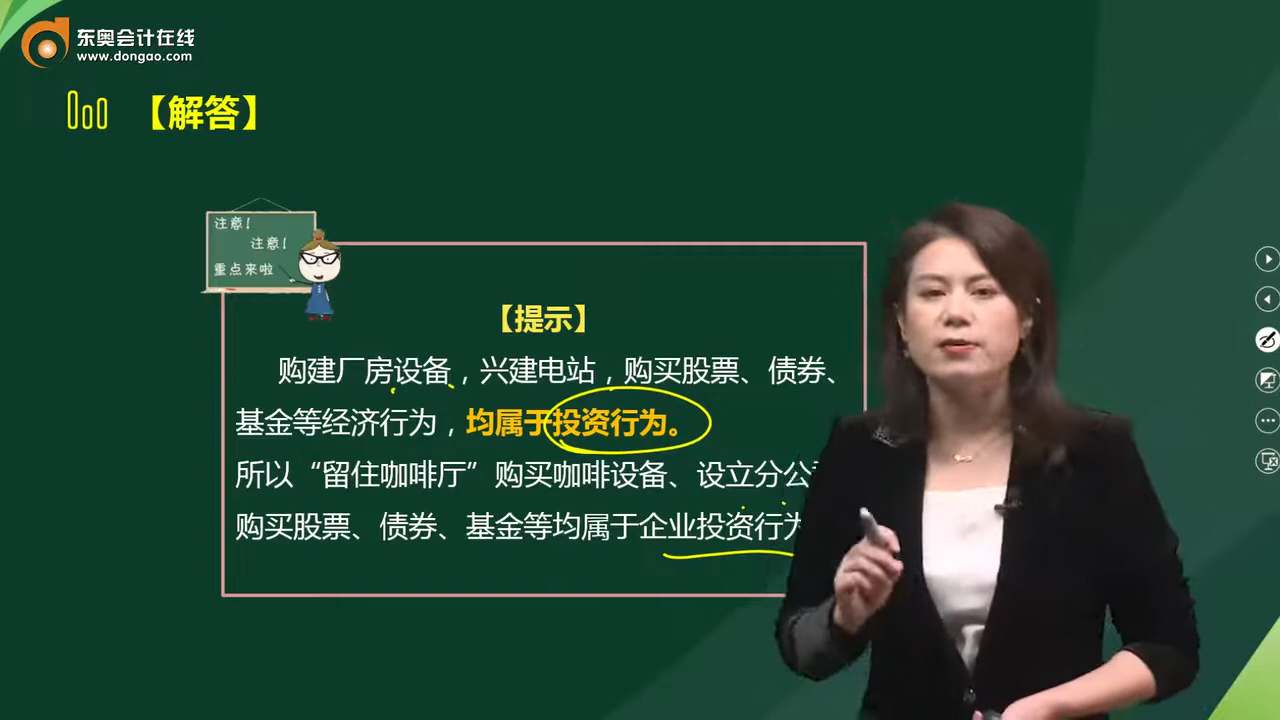 东奥会计在线
www.dongao.com
【解答】
注意！
注意！
重点来啦
【提示】
购建厂房设备，兴建电站，购买股票、债券、
基金等经济行为，均属于投资行为。
所以“留住咖啡厅”购买咖啡设备、设立分公
购买股票、债券、基金等均属于企业投资行为